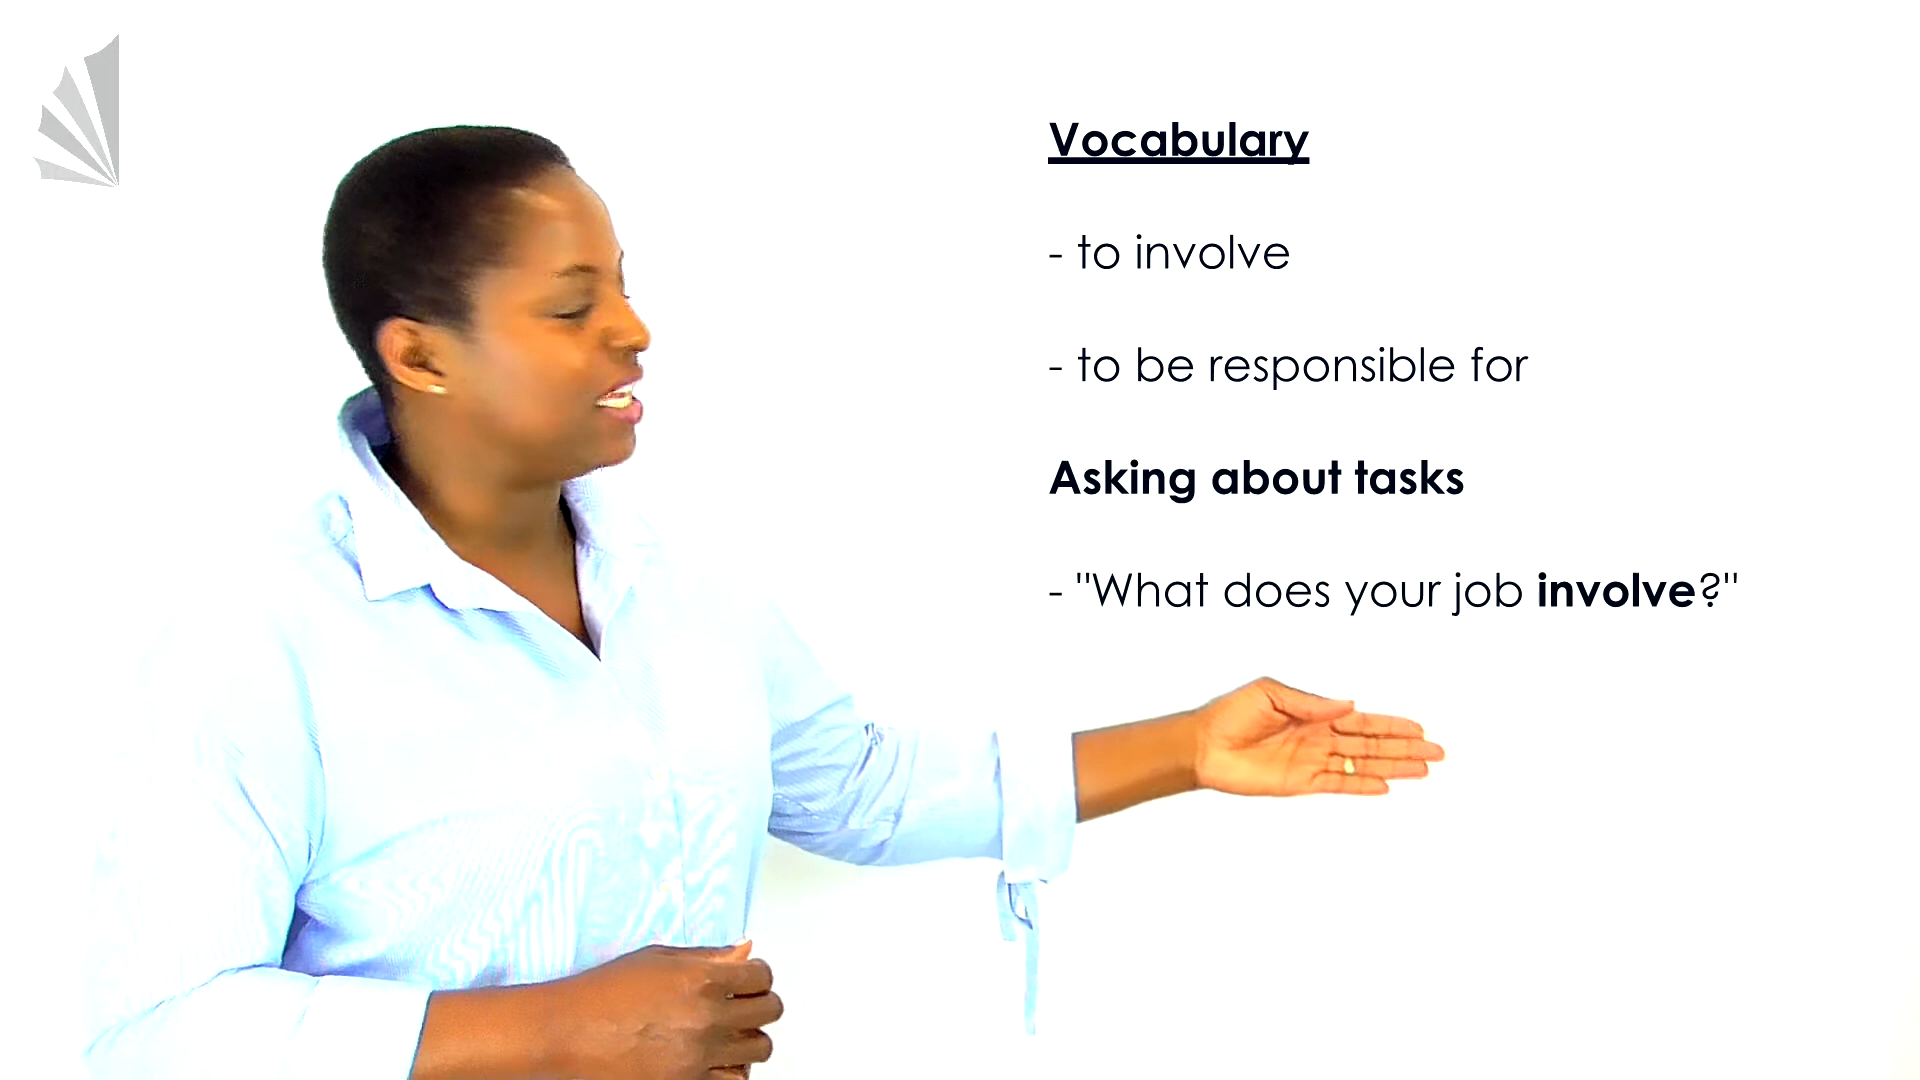 Vocabulary
- to involve
- to be responsible for
Asking about tasks
- "What does your job involve?"